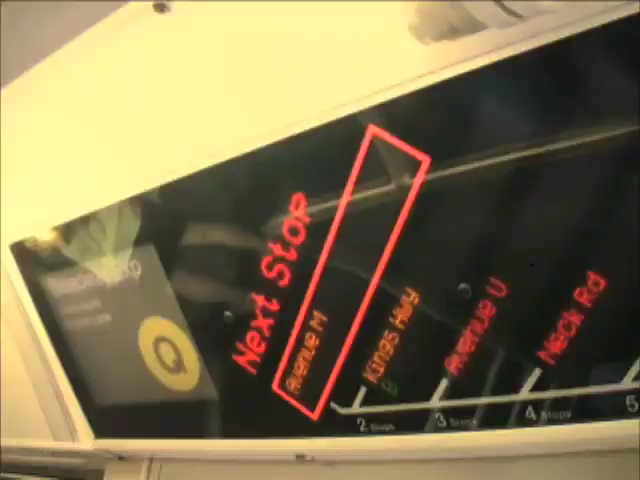 Q
Next Stop
Avenue M
Kings Hwy
B
Avenue U
Neck Rd
2 Stops
3 Stops
4 Stops
5